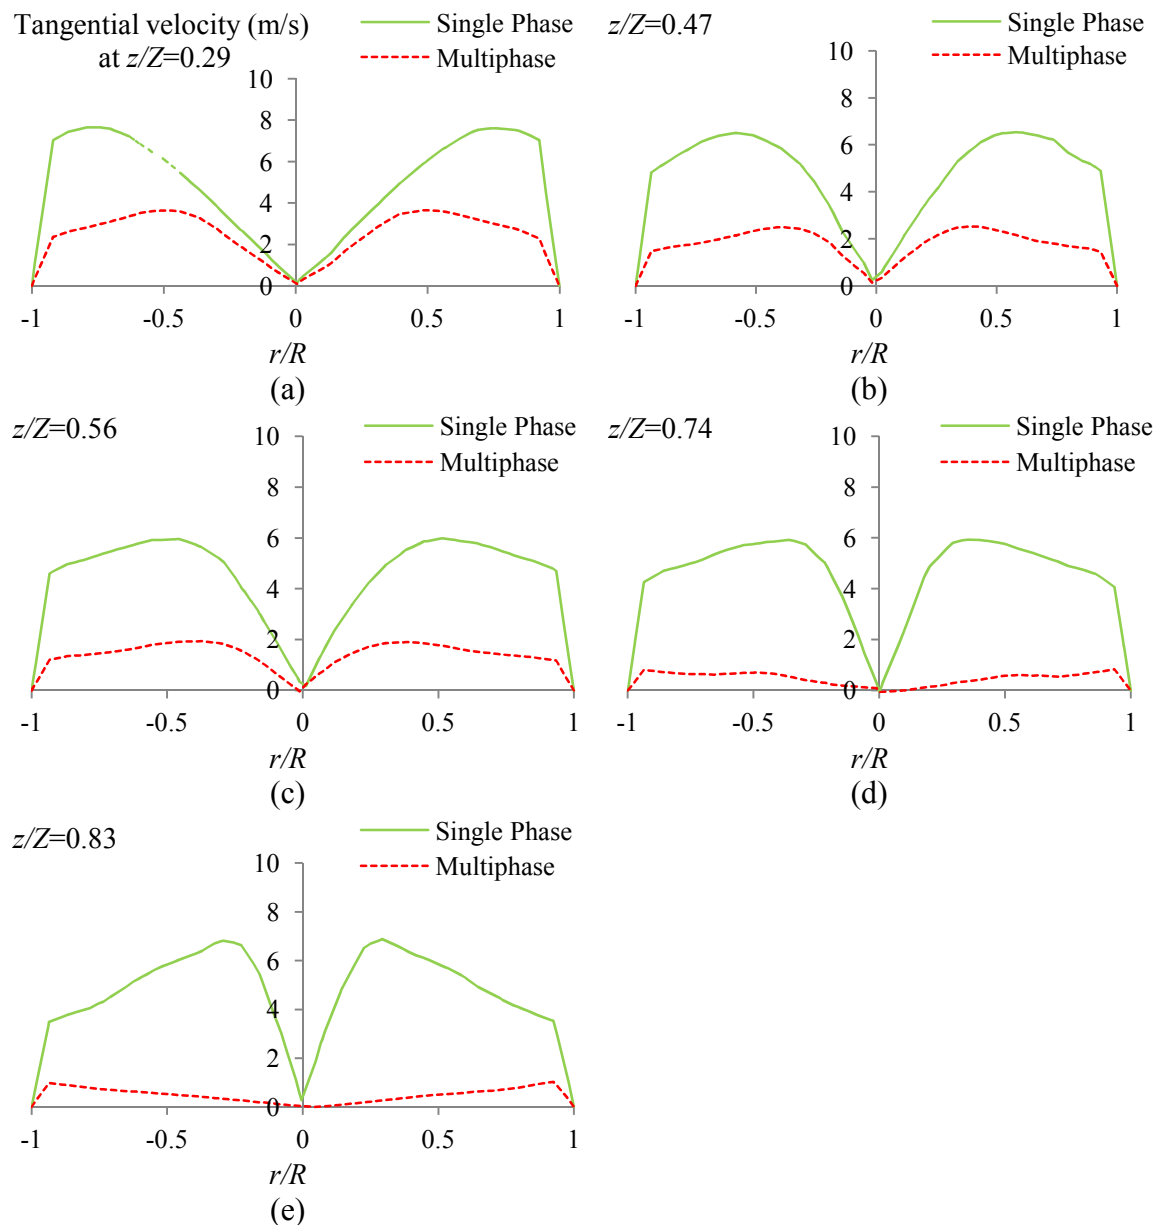 Tangential velocity (m/s)
at z/Z=0.29
Single Phase
Multiphase
10
8
6
4
2
0
-1
-0.5
0
0.5
1
r/R
(a)
z/Z=0.47
Single Phase
Multiphase
10
8
6
4
2
0
-1
-0.5
0
0.5
1
r/R
(b)
z/Z=0.56
Single Phase
Multiphase
10
8
6
4
2
0
-1
-0.5
0
0.5
1
r/R
(c)
z/Z=0.74
Single Phase
Multiphase
10
8
6
4
2
0
-1
-0.5
0
0.5
1
r/R
(d)
z/Z=0.83
Single Phase
Multiphase
10
8
6
4
2
0
-1
-0.5
0
0.5
1
r/R
(e)